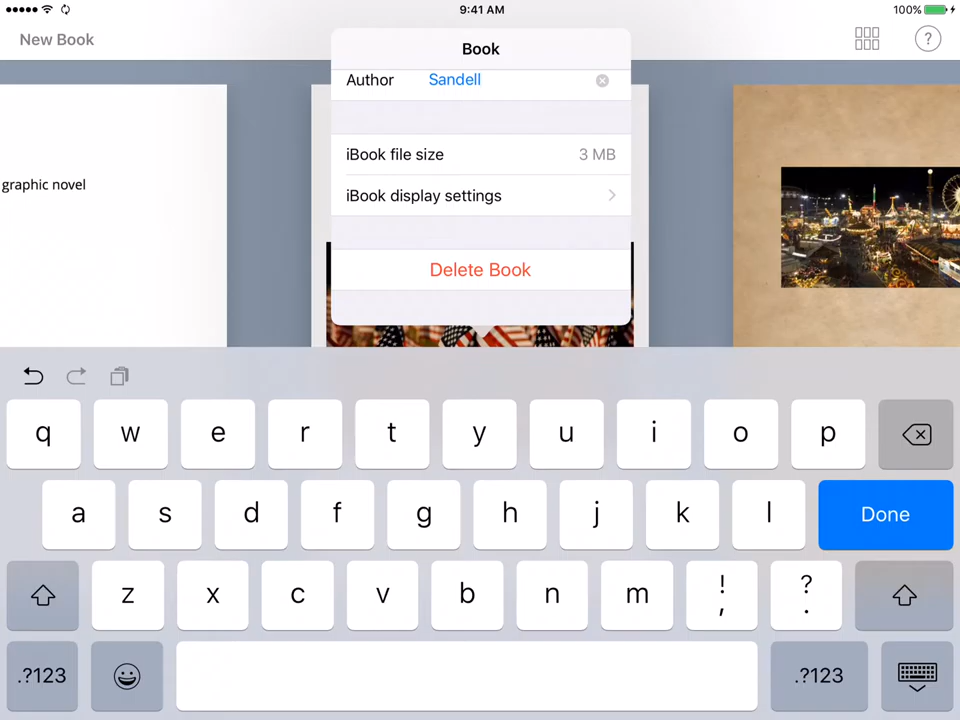 9:41 AM
100%
New Book
?
Book
Author Sandell
iBook file size 3 MB
iBook display settings
Delete Book
graphic novel
q w e r t y u i o p
a s d f g h j k l Done
z x c v b n m ! , ? .
.?123 .?123